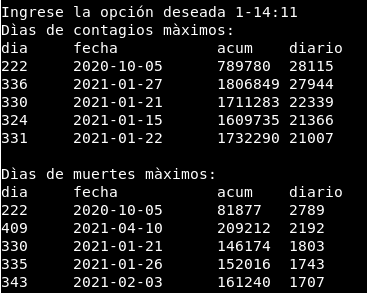 Ingrese la opción deseada 1-14:11
Dìas de contagios màximos:
dia fecha acum diario
222 2020-10-05 789780 28115
336 2021-01-27 1806849 27944
330 2021-01-21 1711283 22339
324 2021-01-15 1609735 21366
331 2021-01-22 1732290 21007
Dìas de muertes màximos:
dia fecha acum diario
222 2020-10-05 81877 2789
409 2021-04-10 209212 2192
330 2021-01-21 146174 1803
335 2021-01-26 152016 1743
343 2021-02-03 161240 1707